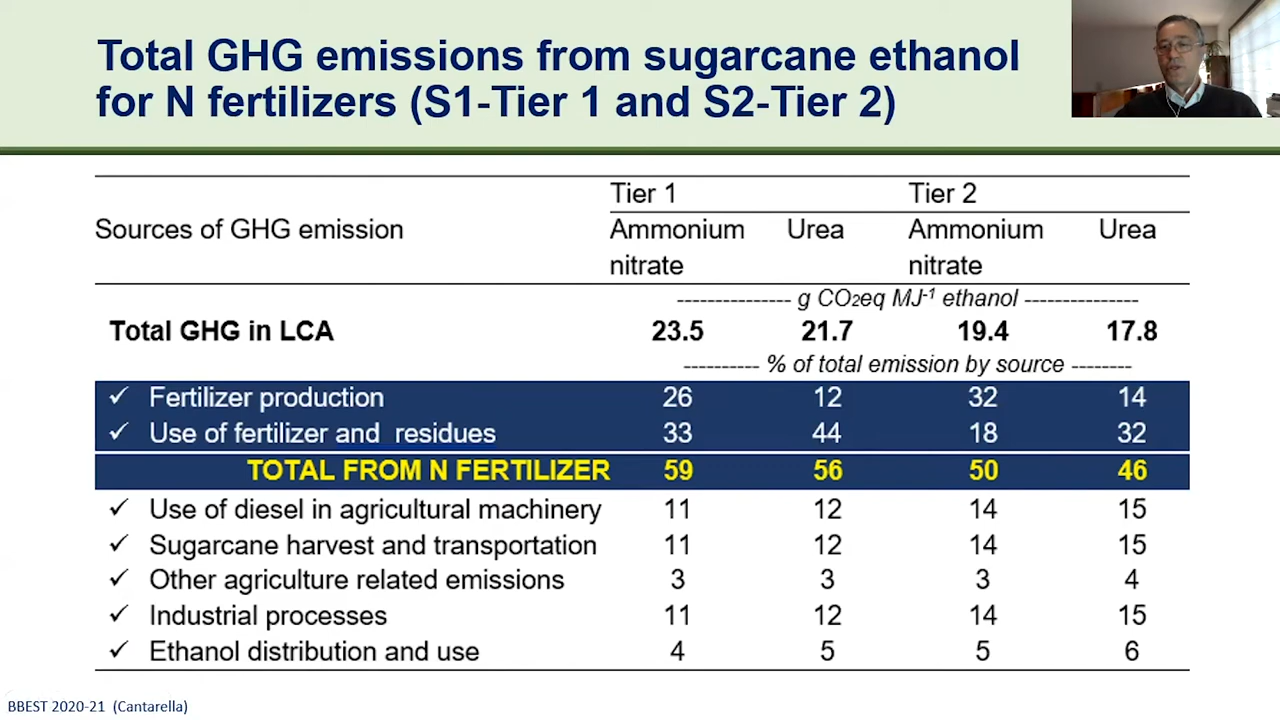 Total GHG emissions from sugarcane ethanol
for N fertilizers (S1-Tier 1 and S2-Tier 2)
Tier 1 Tier 2
Sources of GHG emission Ammonium nitrate Urea Ammonium nitrate Urea
--------------- g CO₂eq MJ⁻¹ ethanol ---------------
Total GHG in LCA 23.5 21.7 19.4 17.8
---------- % of total emission by source --------
✓ Fertilizer production 26 12 32 14
✓ Use of fertilizer and residues 33 44 18 32
TOTAL FROM N FERTILIZER 59 56 50 46
✓ Use of diesel in agricultural machinery 11 12 14 15
✓ Sugarcane harvest and transportation 11 12 14 15
✓ Other agriculture related emissions 3 3 3 4
✓ Industrial processes 11 12 14 15
✓ Ethanol distribution and use 4 5 5 6
BBEST 2020-21 (Cantarella)